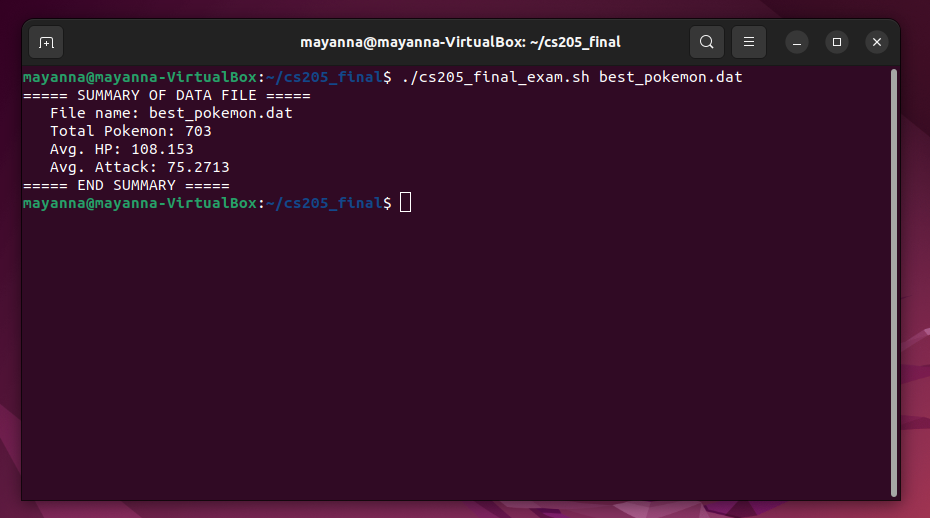 mayanna@mayanna-VirtualBox: ~/cs205_final
mayanna@mayanna-VirtualBox:~/cs205_final$ ./cs205_final_exam.sh best_pokemon.dat
===== SUMMARY OF DATA FILE =====
   File name: best_pokemon.dat
   Total Pokemon: 703
   Avg. HP: 108.153
   Avg. Attack: 75.2713
===== END SUMMARY =====
mayanna@mayanna-VirtualBox:~/cs205_final$